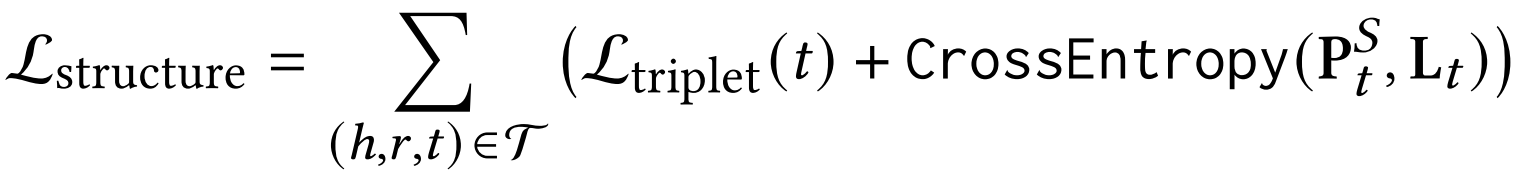 ℒ_structure = ∑_{(h,r,t)∈𝒯} (ℒ_triplet(t) + CrossEntropy(𝐏_t^S, 𝐋_t))